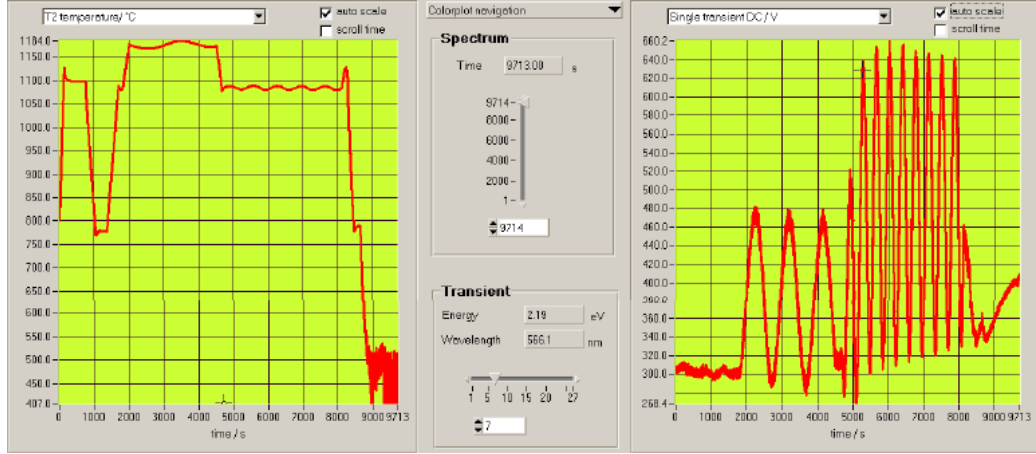 T2 temperature/ °C
auto scale
scroll time
1184.0
1150.0
1100.0
1050.0
1000.0
950.0
900.0
850.0
800.0
750.0
700.0
650.0
600.0
550.0
500.0
450.0
407.0
0 1000 2000 3000 4000 5000 6000 7000 8000 9713
time / s
Colorplot navigation
Spectrum
Time 9713.00 s
9714
8000
6000
4000
2000
1
9714
Transient
Energy 2.19 eV
Wavelength 566.1 nm
1 5 10 15 20 27
7
Single transient DC / V
auto scale
scroll time
660.2
640.0
620.0
600.0
580.0
560.0
540.0
520.0
500.0
480.0
460.0
440.0
420.0
400.0
380.0
360.0
340.0
320.0
300.0
268.4
0 1000 2000 3000 4000 5000 6000 7000 8000 9713
time / s